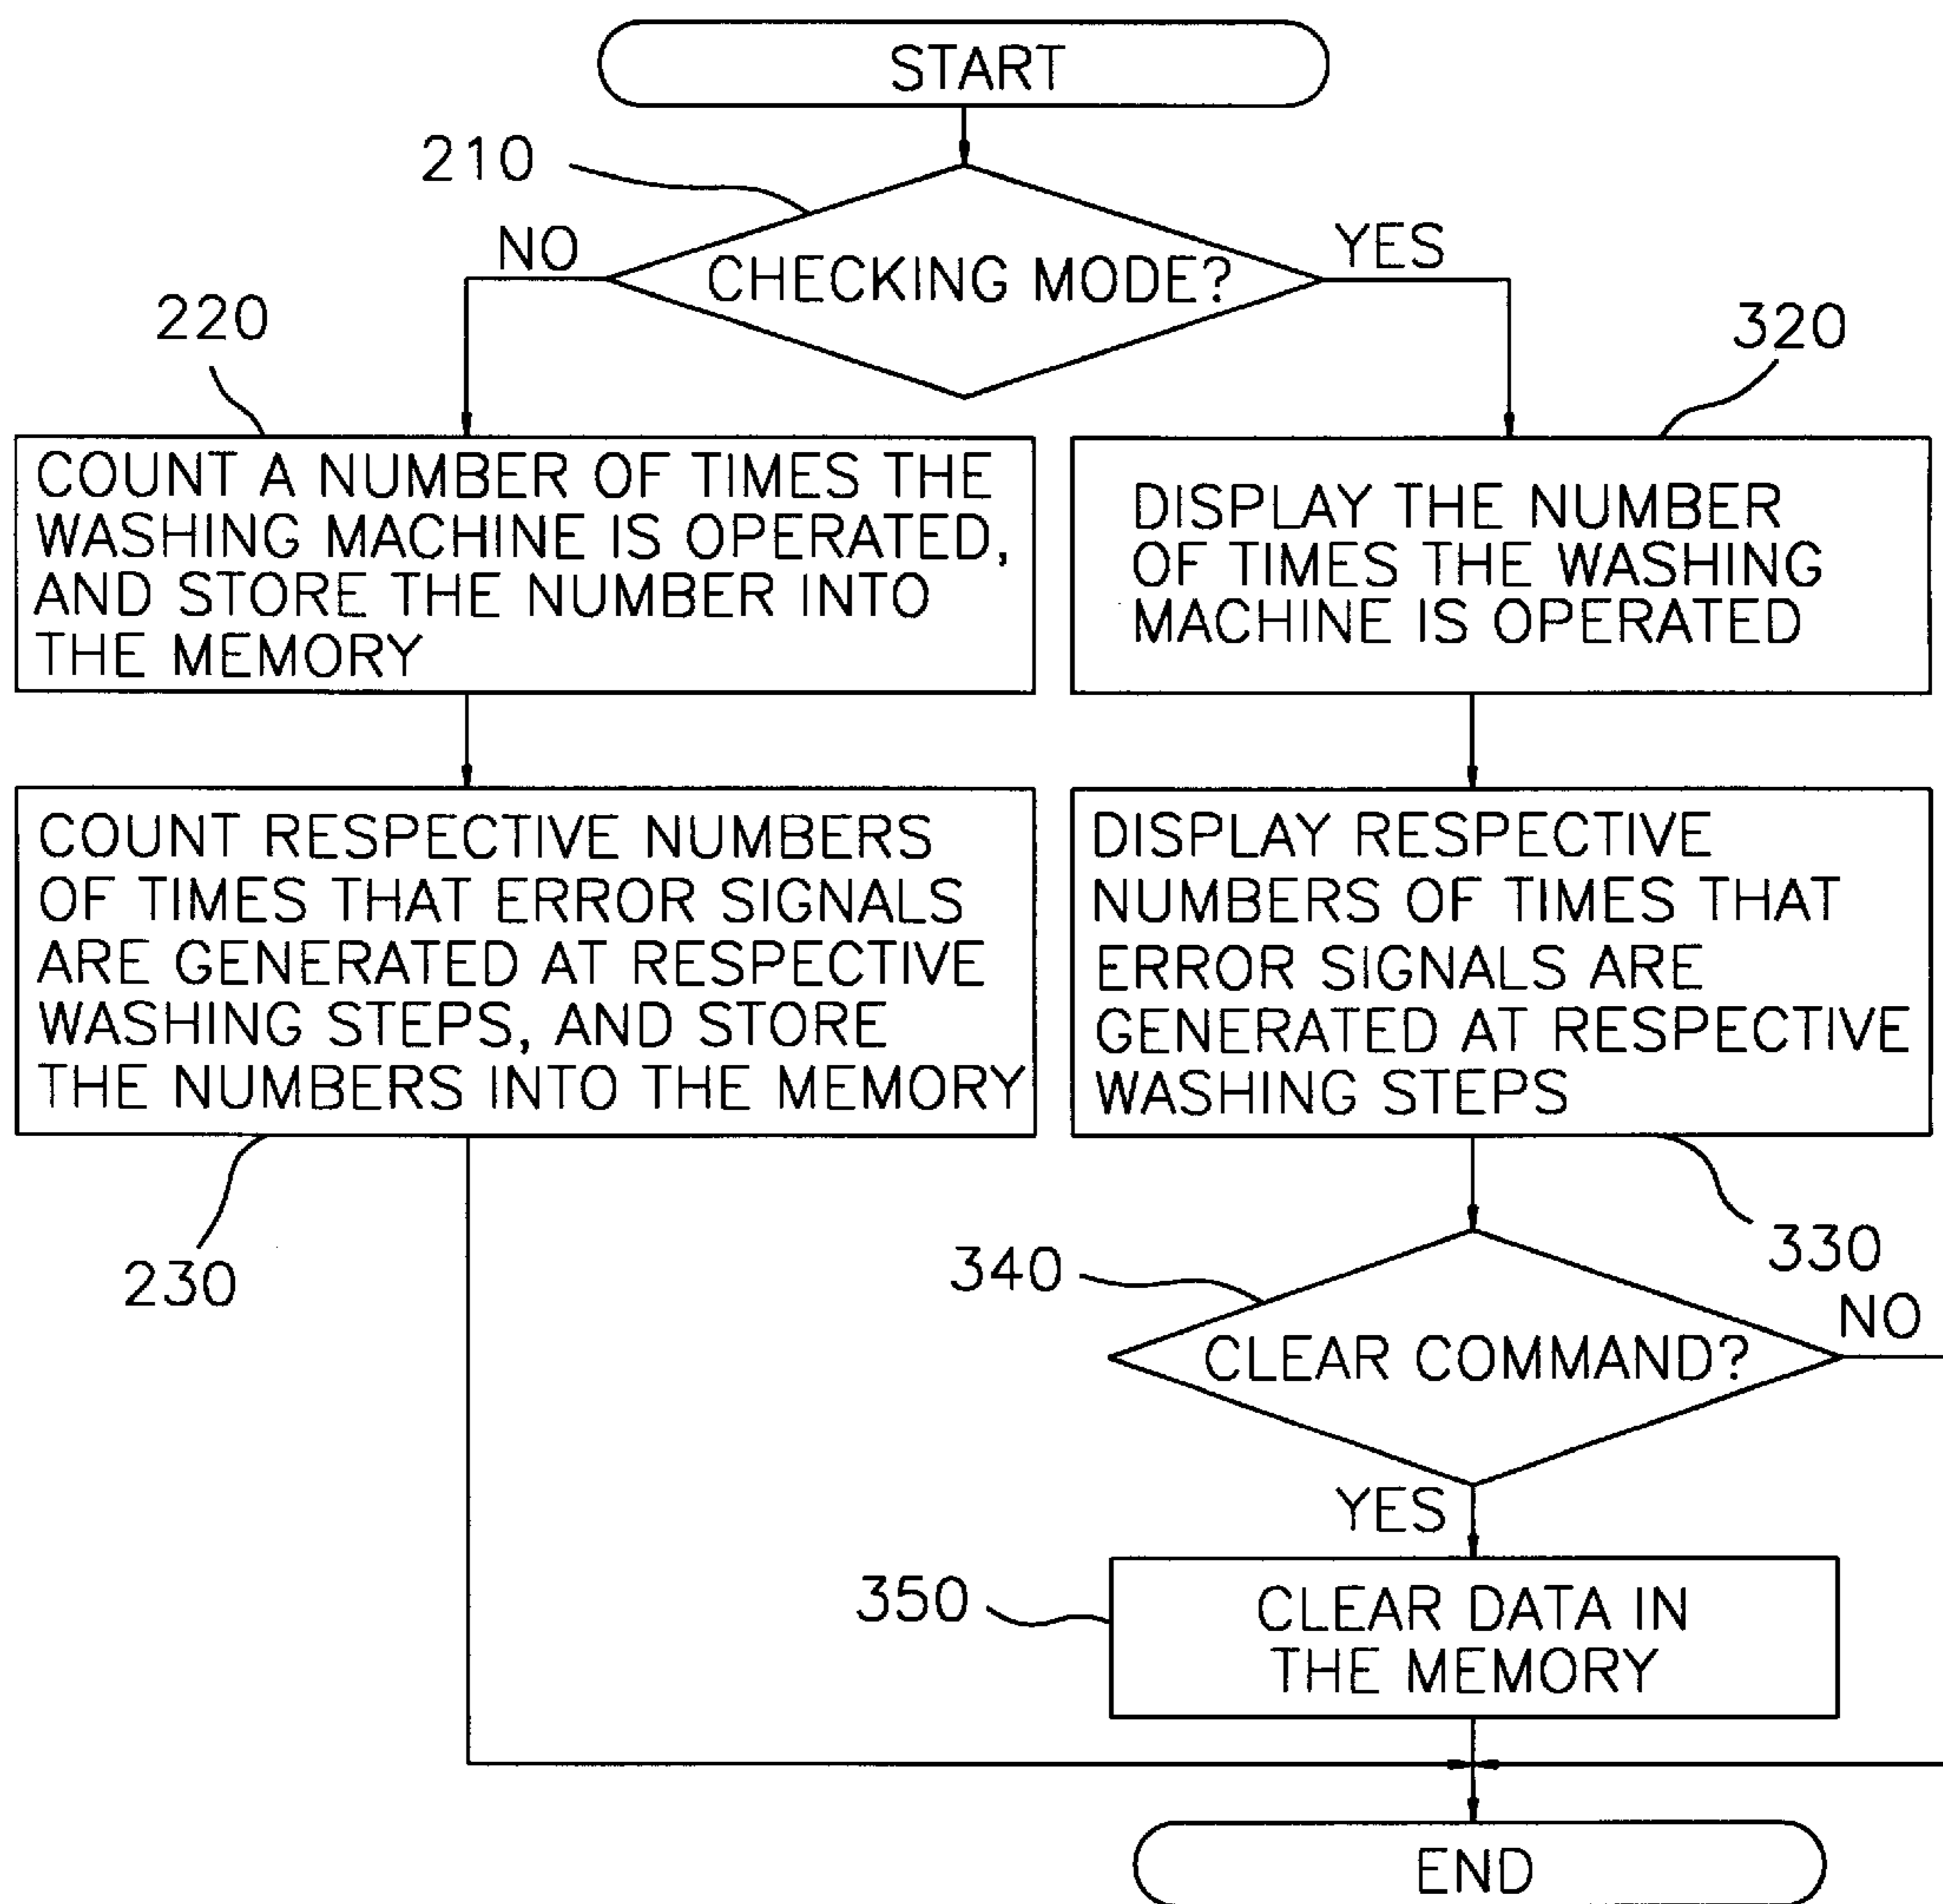 START
210
NO
CHECKING MODE?
YES
220
320
COUNT A NUMBER OF TIMES THE
WASHING MACHINE IS OPERATED,
AND STORE THE NUMBER INTO
THE MEMORY
DISPLAY THE NUMBER
OF TIMES THE WASHING
MACHINE IS OPERATED
COUNT RESPECTIVE NUMBERS
OF TIMES THAT ERROR SIGNALS
ARE GENERATED AT RESPECTIVE
WASHING STEPS, AND STORE
THE NUMBERS INTO THE MEMORY
DISPLAY RESPECTIVE
NUMBERS OF TIMES THAT
ERROR SIGNALS ARE
GENERATED AT RESPECTIVE
WASHING STEPS
230
330
340
CLEAR COMMAND?
NO
YES
350
CLEAR DATA IN
THE MEMORY
END